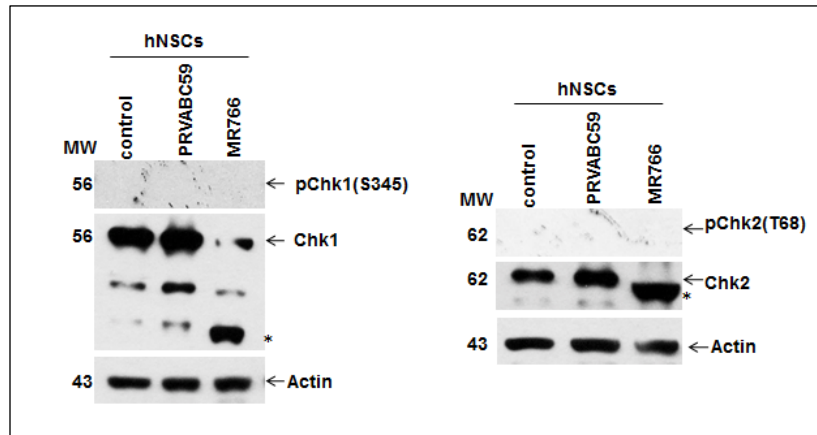 hNSCs
control
PRVABC59
MR766
MW
56
pChk1(S345)
56
Chk1
*
43
Actin
hNSCs
control
PRVABC59
MR766
MW
62
pChk2(T68)
62
Chk2
*
43
Actin